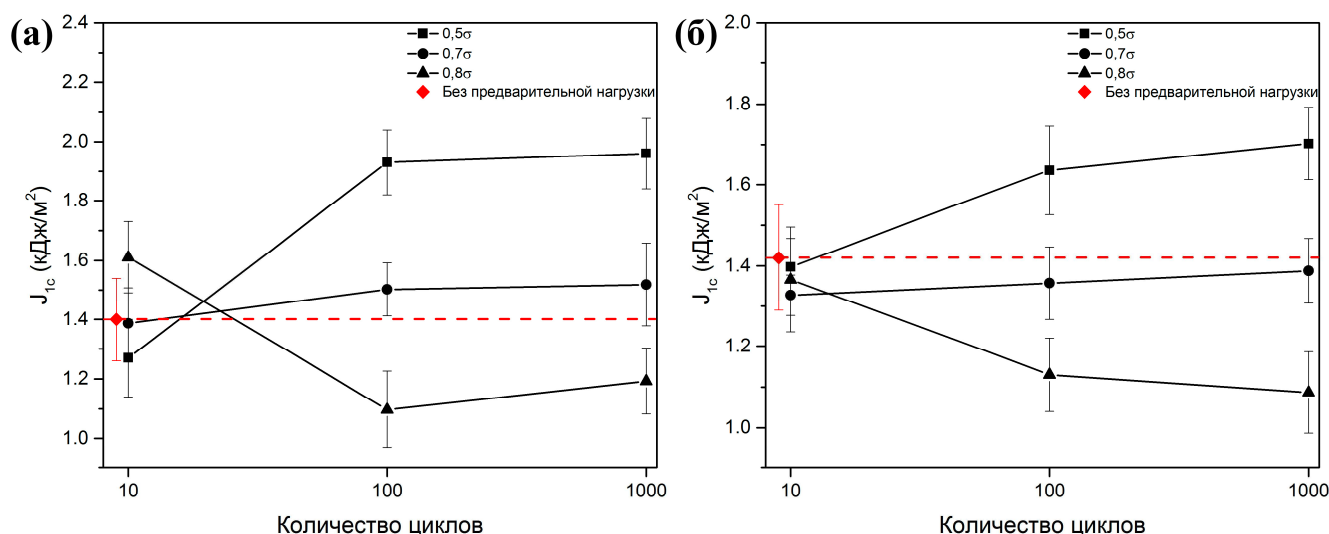 (а)
2.4
2.2
2.0
1.8
1.6
1.4
1.2
1.0
J1c (кДж/м²)
0,5σ
0,7σ
0,8σ
Без предварительной нагрузки
10
100
1000
Количество циклов
(б)
2.0
1.8
1.6
1.4
1.2
1.0
J1c (кДж/м²)
0,5σ
0,7σ
0,8σ
Без предварительной нагрузки
10
100
1000
Количество циклов